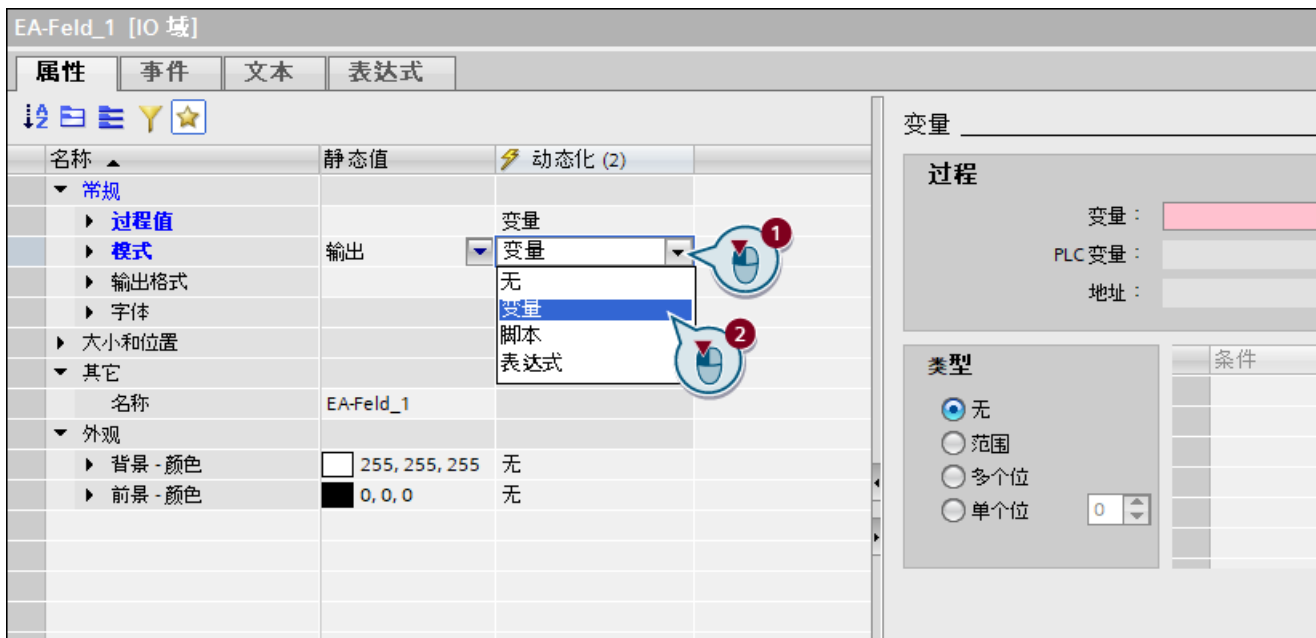 EA-Feld_1 [IO 域]
属性 事件 文本 表达式
名称 静态值 动态化 (2)
常规
过程值 变量
模式 输出 变量
1
输出格式 无
字体 变量
大小和位置 脚本
2
其它 表达式
名称 EA-Feld_1
外观
背景 - 颜色 255, 255, 255 无
前景 - 颜色 0, 0, 0 无
变量
过程
变量：
PLC 变量：
地址：
类型 条件
无
范围
多个位
单个位 0